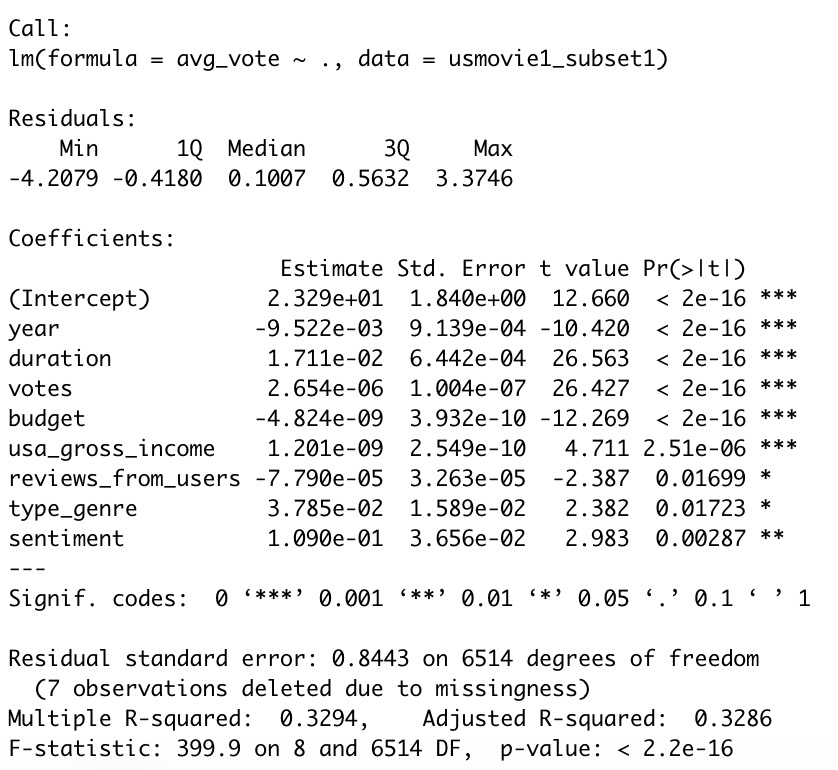 Call:
lm(formula = avg_vote ~ ., data = usmovie1_subset1)
Residuals:
    Min      1Q  Median      3Q     Max
-4.2079 -0.4180  0.1007  0.5632  3.3746
Coefficients:
                     Estimate Std. Error t value Pr(>|t|)
(Intercept)         2.329e+01  1.840e+00  12.660  < 2e-16 ***
year               -9.522e-03  9.139e-04 -10.420  < 2e-16 ***
duration            1.711e-02  6.442e-04  26.563  < 2e-16 ***
votes               2.654e-06  1.004e-07  26.427  < 2e-16 ***
budget             -4.824e-09  3.932e-10 -12.269  < 2e-16 ***
usa_gross_income    1.201e-09  2.549e-10   4.711 2.51e-06 ***
reviews_from_users -7.790e-05  3.263e-05  -2.387  0.01699 *
type_genre          3.785e-02  1.589e-02   2.382  0.01723 *
sentiment           1.090e-01  3.656e-02   2.983  0.00287 **
---
Signif. codes:  0 ‘***’ 0.001 ‘**’ 0.01 ‘*’ 0.05 ‘.’ 0.1 ‘ ’ 1
Residual standard error: 0.8443 on 6514 degrees of freedom
  (7 observations deleted due to missingness)
Multiple R-squared:  0.3294,    Adjusted R-squared:  0.3286
F-statistic: 399.9 on 8 and 6514 DF,  p-value: < 2.2e-16